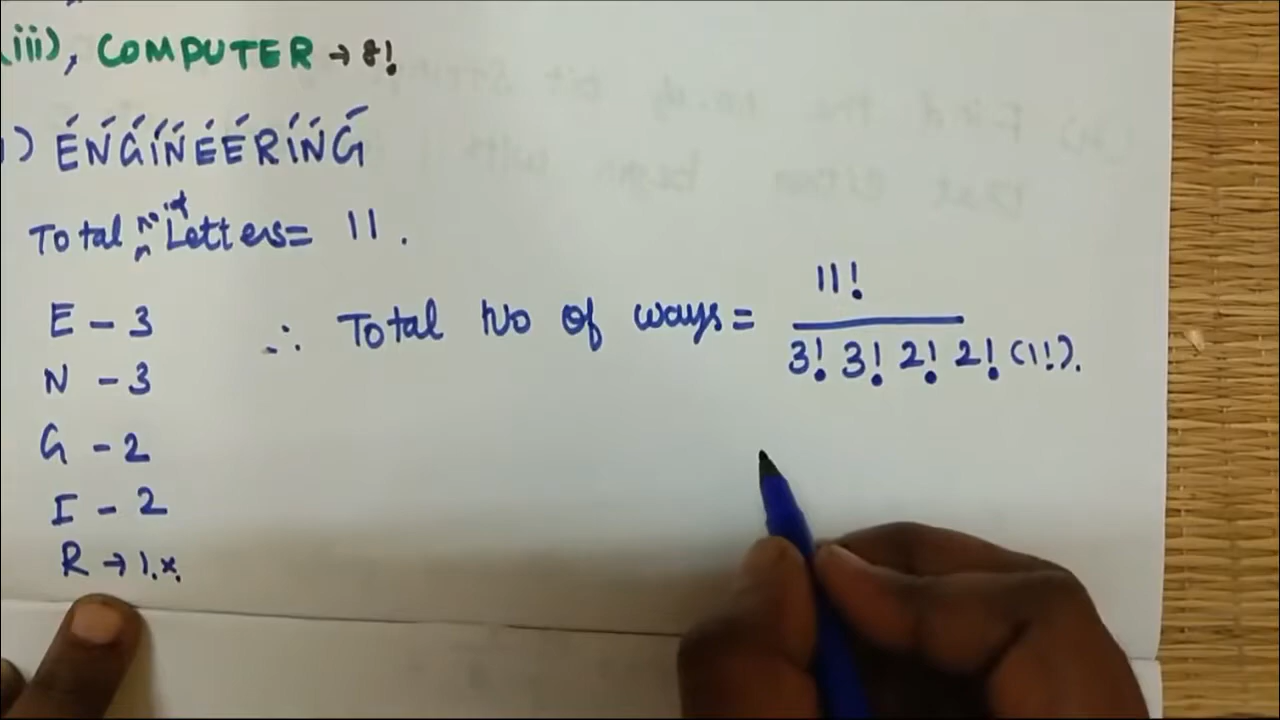 (iii), COMPUTER → 8!
) ENGINEERING
Total no of Letters = 11.
E - 3
N - 3
G - 2
I - 2
R → 1.x.
∴ Total No of ways = 11! / 3! 3! 2! 2! (1!).